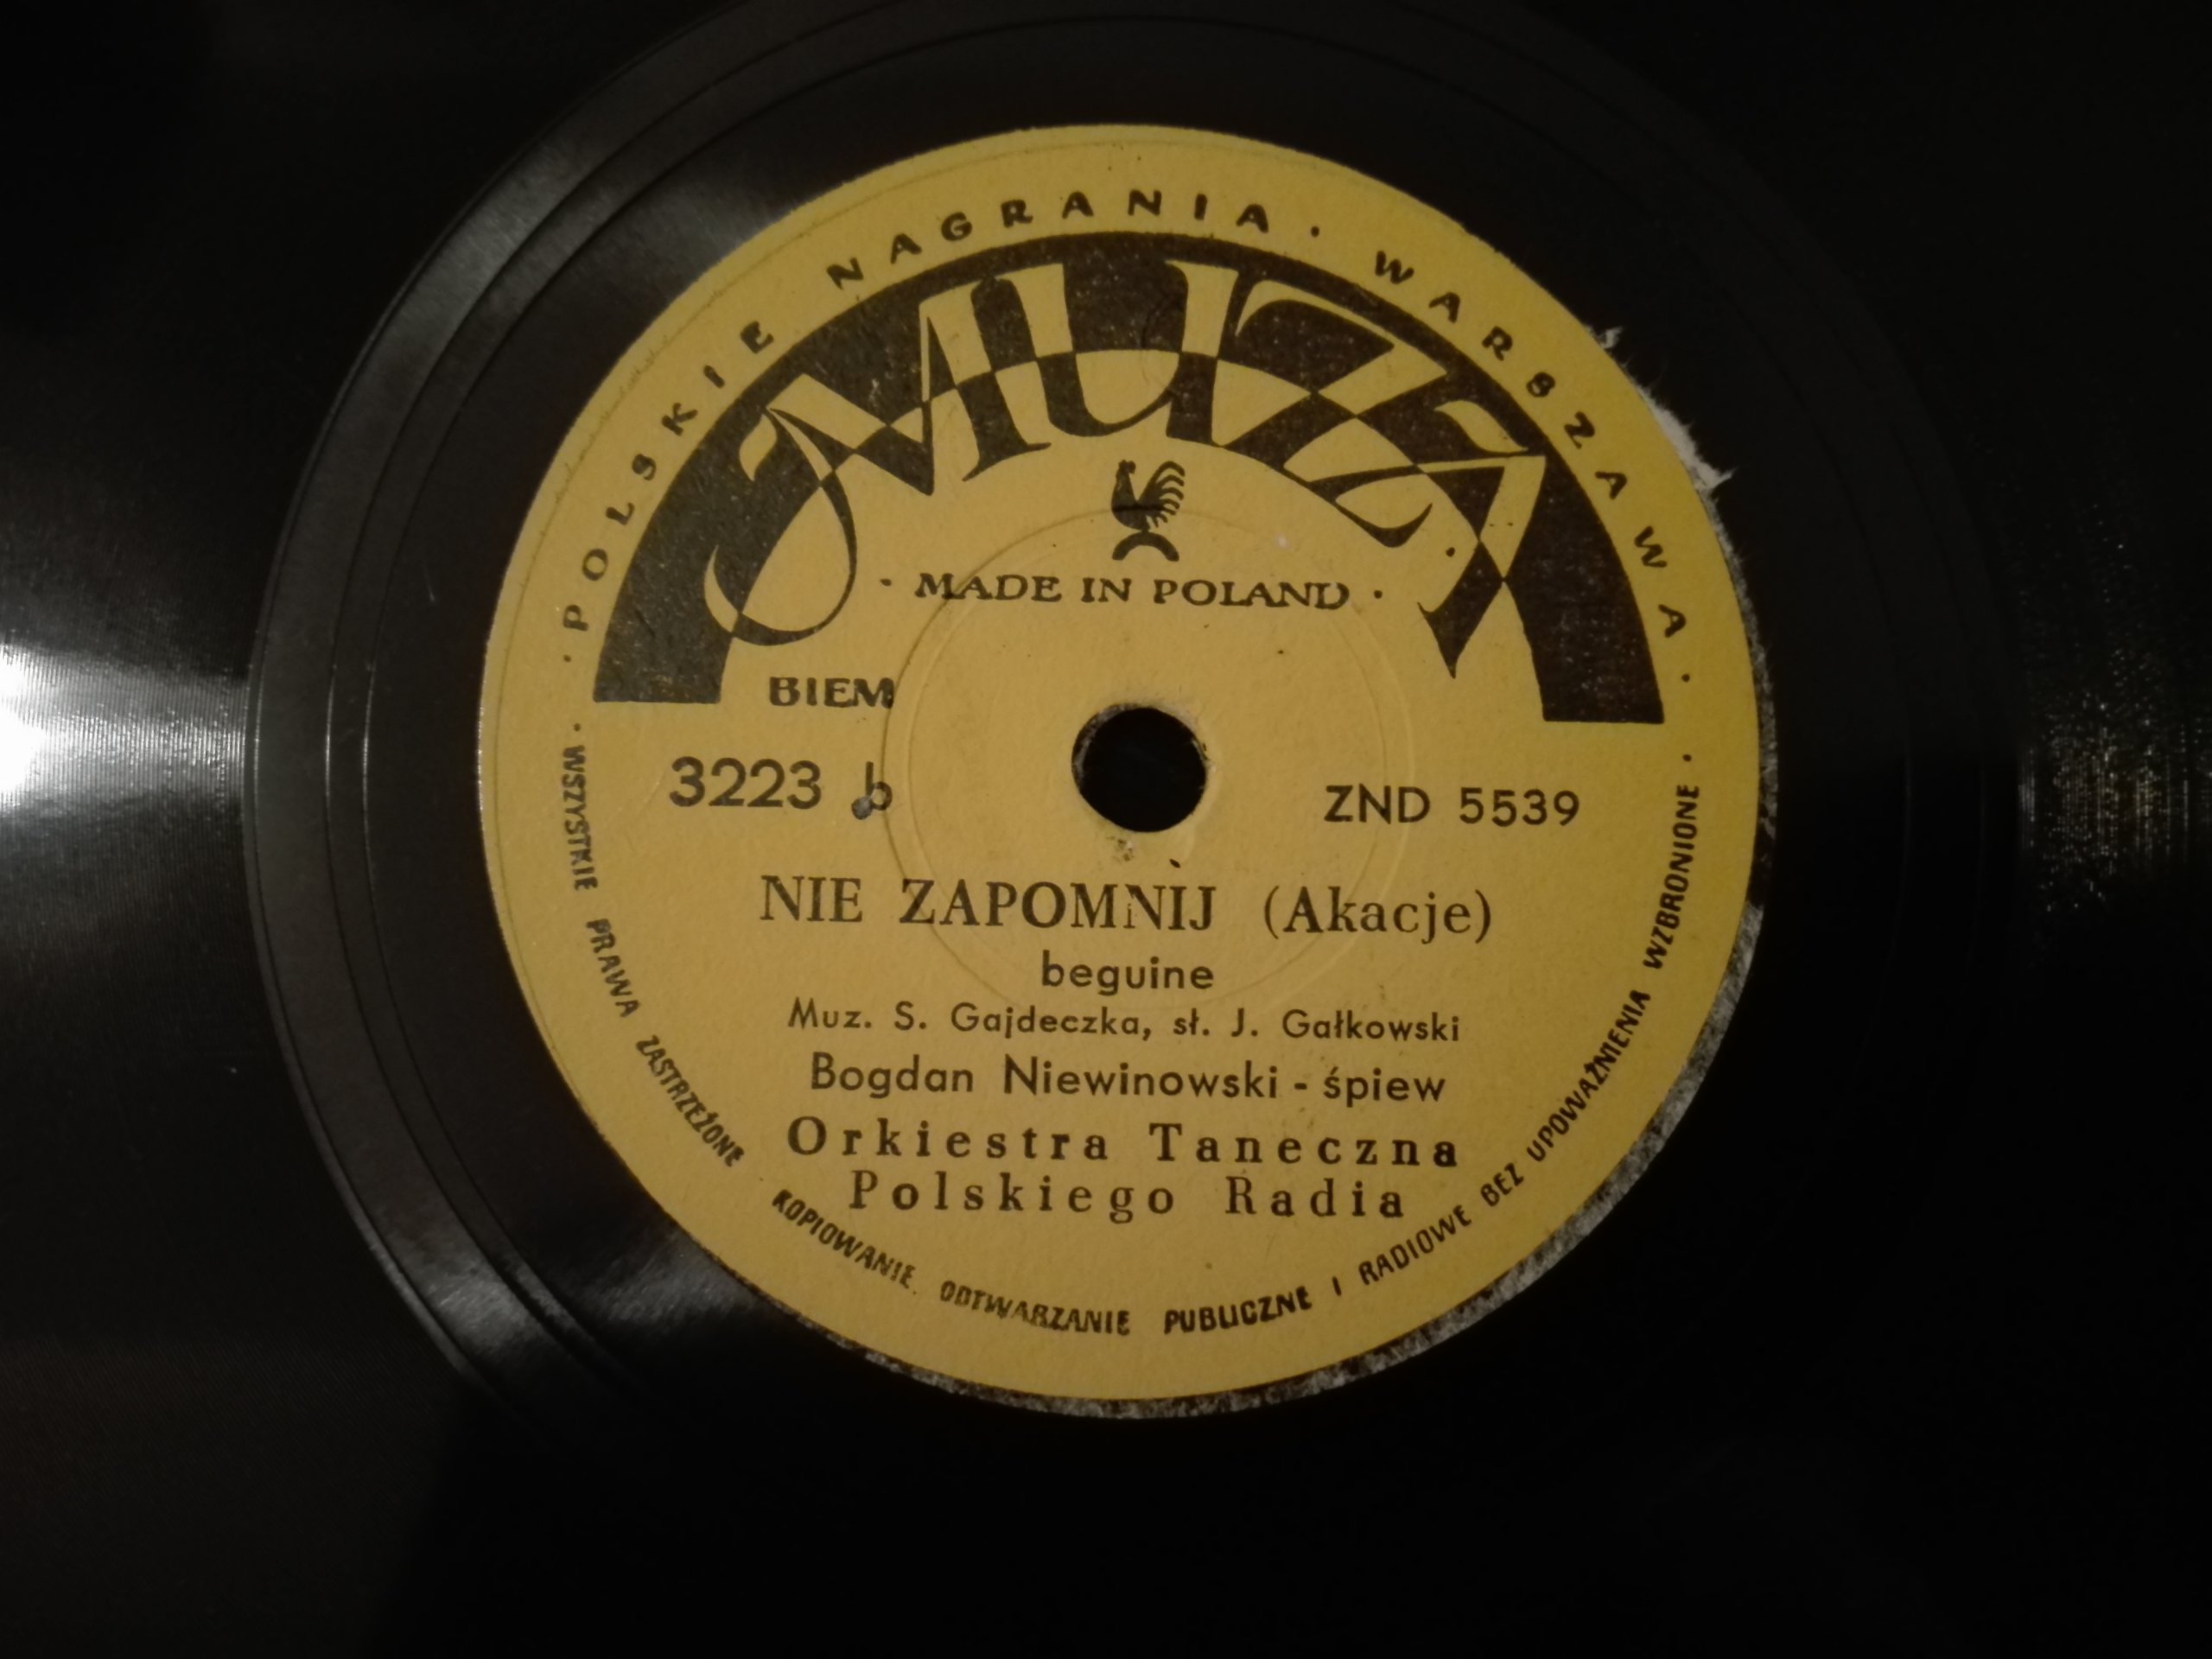 · POLSKIE NAGRANIA · WARSZAWA ·
MUZA
· MADE IN POLAND ·
BIEM
3223 b
ZND 5539
NIE ZAPOMNIJ (Akacje)
beguine
Muz. S. Gajdeczka, sł. J. Gałkowski
Bogdan Niewinowski - śpiew
Orkiestra Taneczna
Polskiego Radia
· WSZYSTKIE PRAWA ZASTRZEŻONE KOPIOWANIE, ODTWARZANIE PUBLICZNE I RADIOWE BEZ UPOWAŻNIENIA WZBRONIONE ·